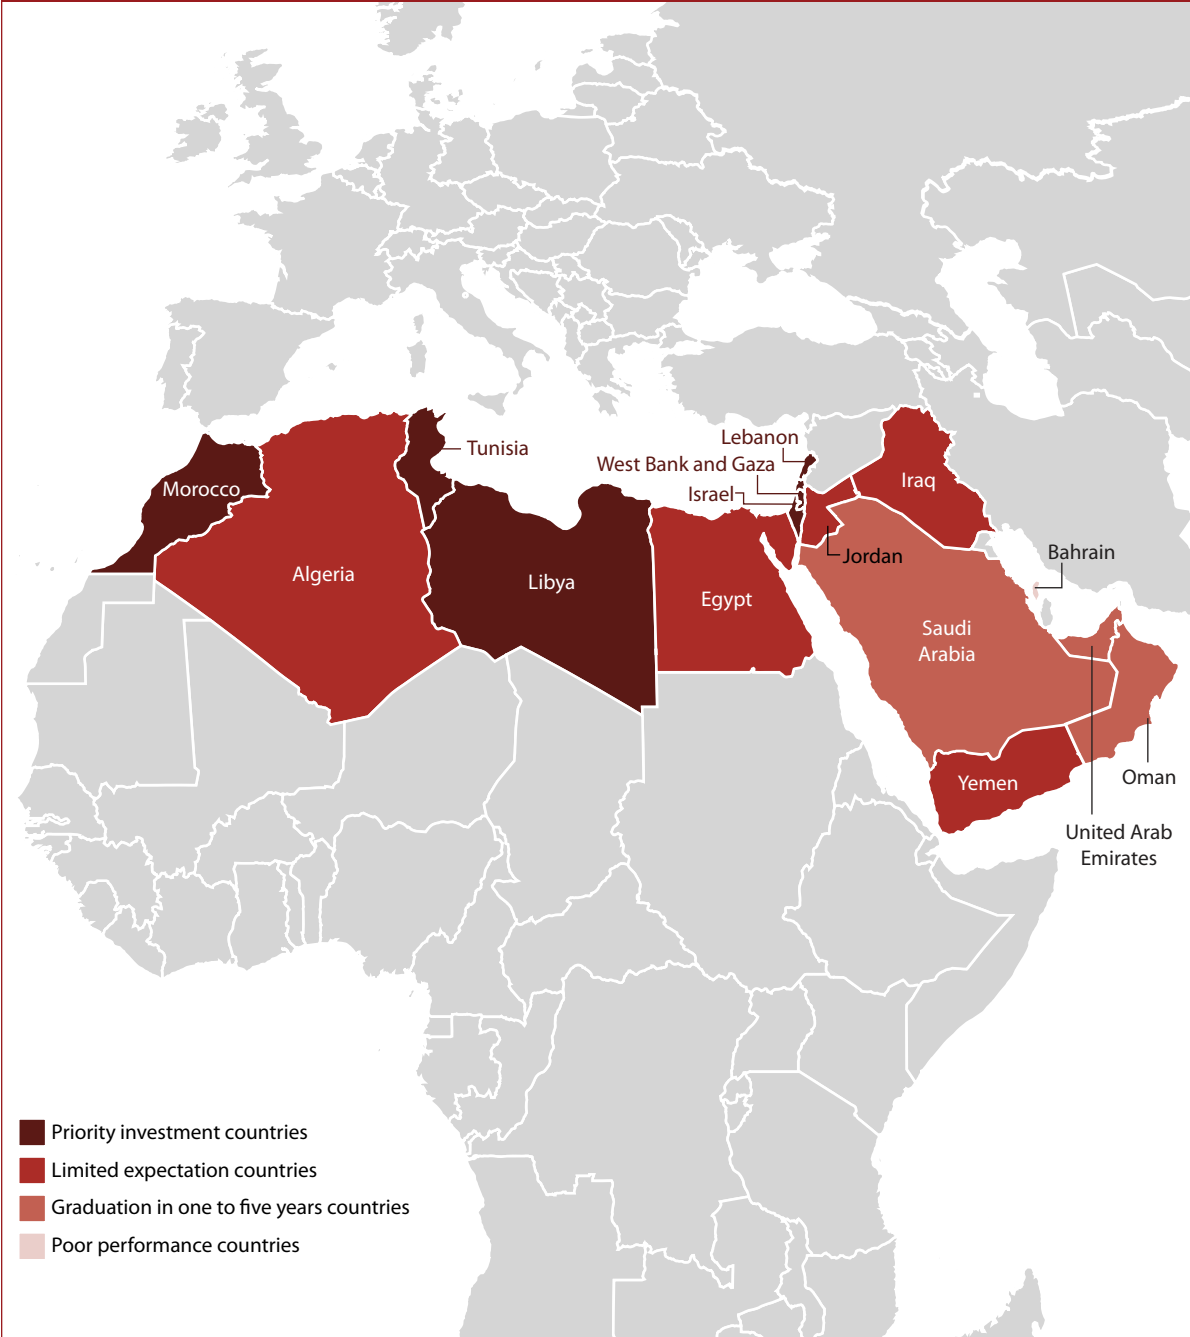 Lebanon
Tunisia
West Bank and Gaza
Iraq
Morocco
Israel
Bahrain
Jordan
Algeria
Libya
Egypt
Saudi
Arabia
Oman
Yemen
United Arab
Emirates
Priority investment countries
Limited expectation countries
Graduation in one to five years countries
Poor performance countries